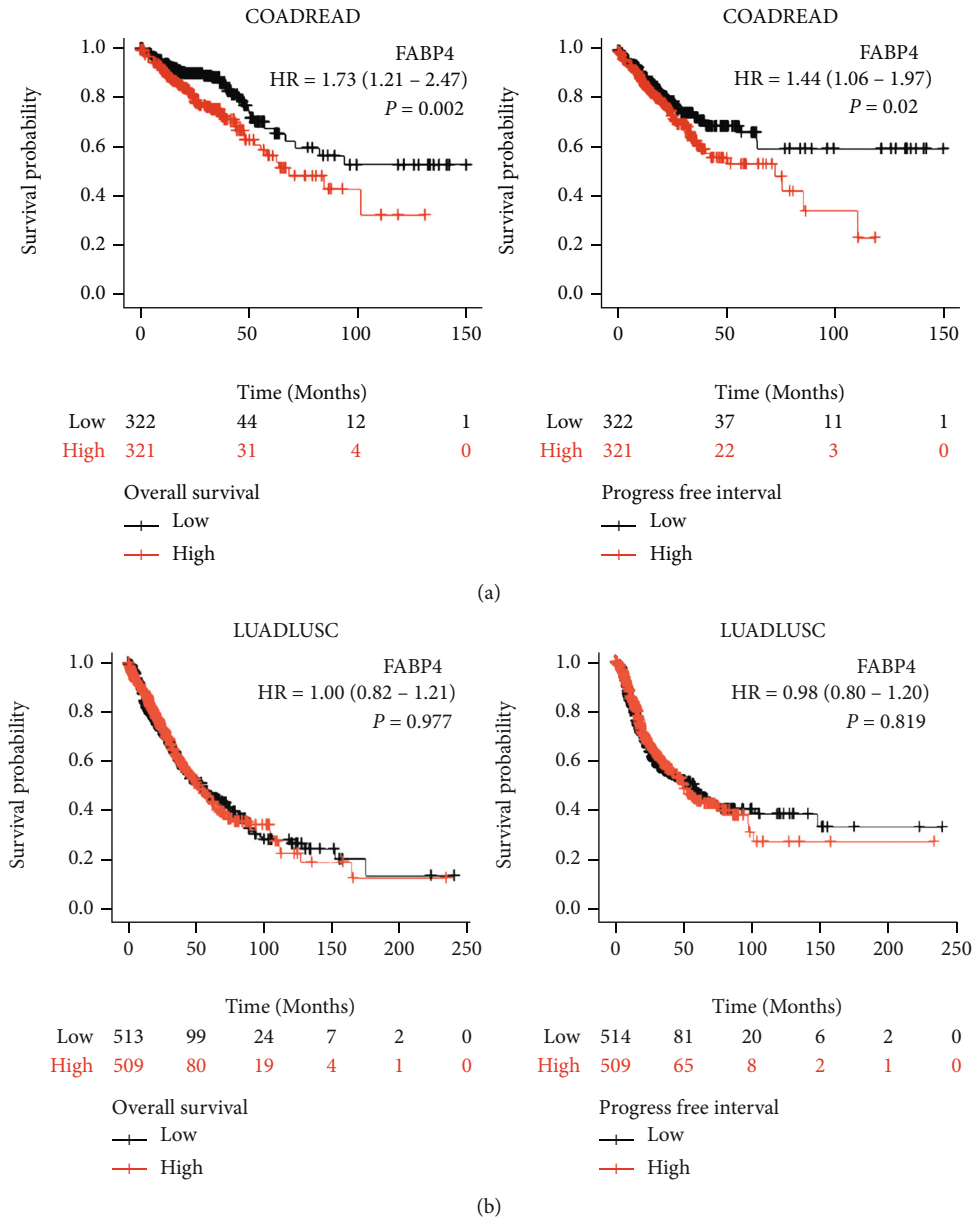 COADREAD
FABP4
HR = 1.73 (1.21 – 2.47)
P = 0.002
Survival probability
1.0
0.8
0.6
0.4
0.2
0.0
0 50 100 150
Time (Months)
Low 322 44 12 1
High 321 31 4 0
Overall survival
Low
High
COADREAD
FABP4
HR = 1.44 (1.06 – 1.97)
P = 0.02
Survival probability
1.0
0.8
0.6
0.4
0.2
0.0
0 50 100 150
Time (Months)
Low 322 37 11 1
High 321 22 3 0
Progress free interval
Low
High
(a)
LUADLUSC
FABP4
HR = 1.00 (0.82 – 1.21)
P = 0.977
Survival probability
1.0
0.8
0.6
0.4
0.2
0.0
0 50 100 150 200 250
Time (Months)
Low 513 99 24 7 2 0
High 509 80 19 4 1 0
Overall survival
Low
High
LUADLUSC
FABP4
HR = 0.98 (0.80 – 1.20)
P = 0.819
Survival probability
1.0
0.8
0.6
0.4
0.2
0.0
0 50 100 150 200 250
Time (Months)
Low 514 81 20 6 2 0
High 509 65 8 2 1 0
Progress free interval
Low
High
(b)